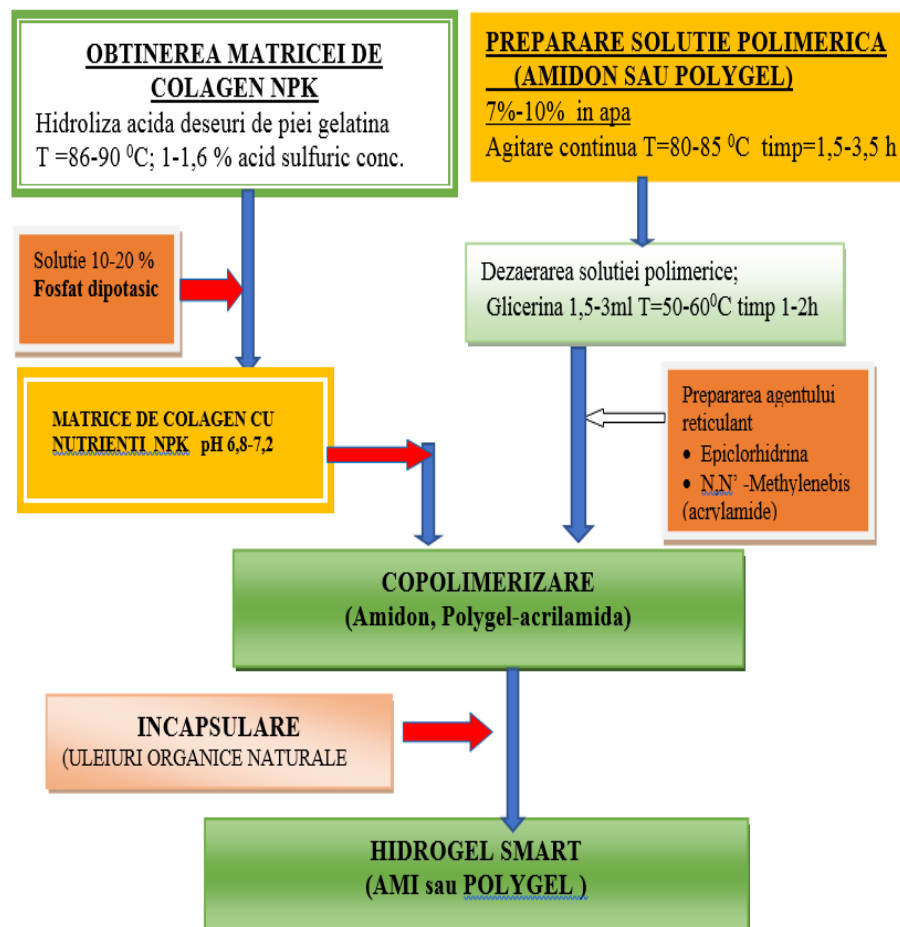 OBTINEREA MATRICEI DE
COLAGEN NPK
Hidroliza acida deseuri de piei gelatina
T =86-90 ⁰C; 1-1,6 % acid sulfuric conc.
PREPARARE SOLUTIE POLIMERICA
(AMIDON SAU POLYGEL)
7%-10% in apa
Agitare continua T=80-85 ⁰C timp=1,5-3,5 h
Solutie 10-20 %
Fosfat dipotasic
Dezaerarea solutiei polimerice;
Glicerina 1,5-3ml T=50-60⁰C timp 1-2h
MATRICE DE COLAGEN CU
NUTRIENTI NPK pH 6,8-7,2
Prepararea agentului
reticulant
• Epiclorhidrina
• N,N’ -Methylenebis
(acrylamide)
COPOLIMERIZARE
(Amidon, Polygel-acrilamida)
INCAPSULARE
(ULEIURI ORGANICE NATURALE
HIDROGEL SMART
(AMI sau POLYGEL )